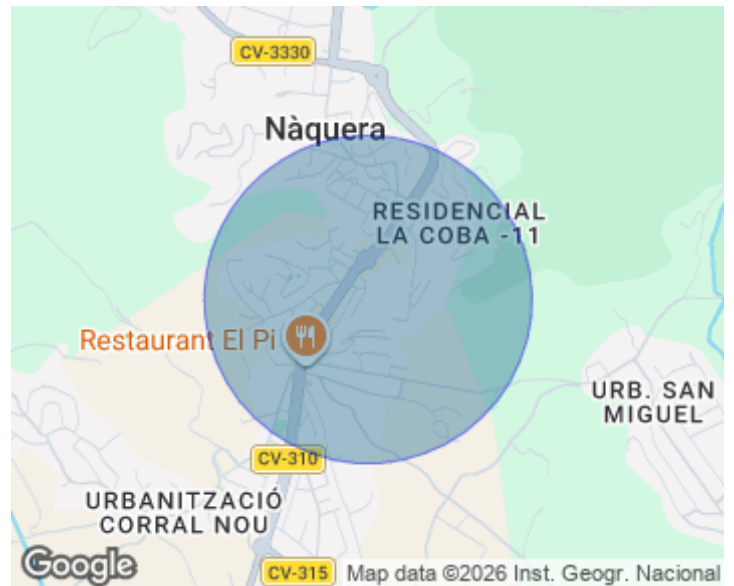 CV-3330
Nàquera
RESIDENCIAL
LA COBA -11
Restaurant El Pi
URB. SAN
MIGUEL
CV-310
URBANITZACIÓ
CORRAL NOU
Google
CV-315
Map data ©2026 Inst. Geogr. Nacional